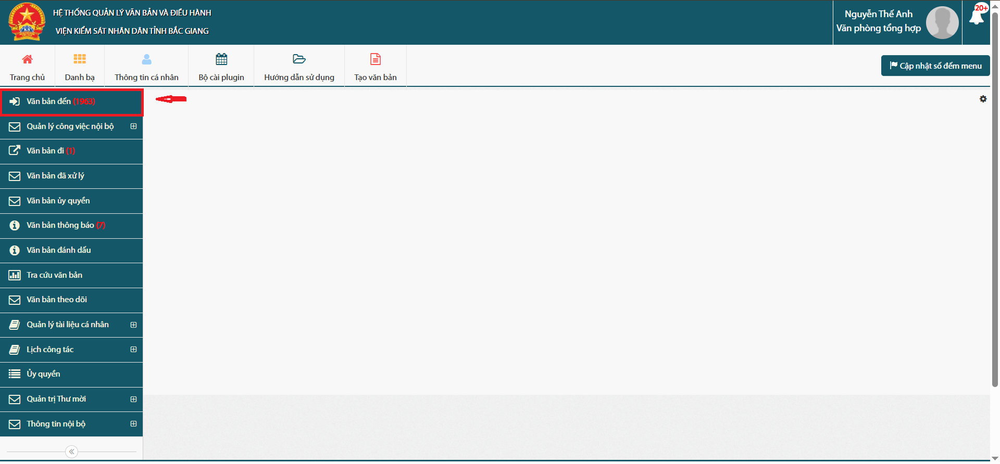 HỆ THỐNG QUẢN LÝ VĂN BẢN VÀ ĐIỀU HÀNH
VIỆN KIỂM SÁT NHÂN DÂN TỈNH BẮC GIANG
Nguyễn Thế Anh
Văn phòng tổng hợp
20+
Trang chủ
Danh bạ
Thông tin cá nhân
Bộ cài plugin
Hướng dẫn sử dụng
Tạo văn bản
Cập nhật số đếm menu
Văn bản đến (1963)
Quản lý công việc nội bộ
Văn bản đi (1)
Văn bản đã xử lý
Văn bản ủy quyền
Văn bản thông báo (7)
Văn bản đánh dấu
Tra cứu văn bản
Văn bản theo dõi
Quản lý tài liệu cá nhân
Lịch công tác
Ủy quyền
Quản trị Thư mời
Thông tin nội bộ